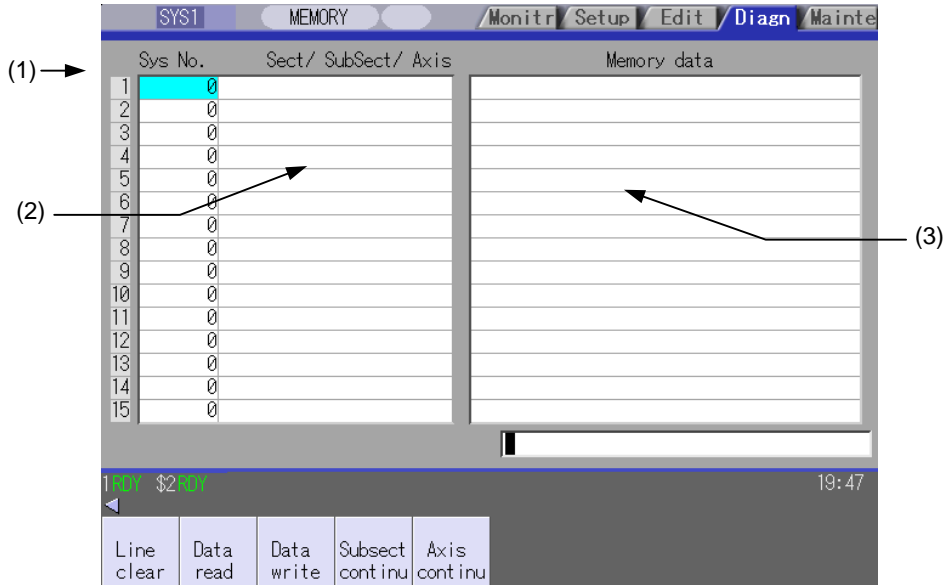 SYS1 MEMORY Monitr Setup Edit Diagn Mainte
(1) Sys No. Sect/ SubSect/ Axis Memory data
1 0
2 0
3 0
4 0
5 0
6 0
(2)
7 0
(3)
8 0
9 0
10 0
11 0
12 0
13 0
14 0
15 0
1RDY $2RDY 19:47
Line clear
Data read
Data write
Subsect continu
Axis continu